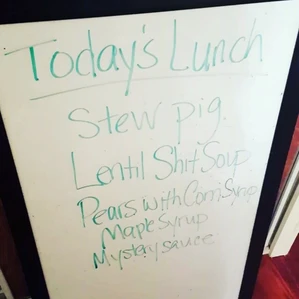 Today's Lunch
Stew pig
Lentil Shit Soup
Pears with Corn Syrup
Maple Syrup
Mystery sauce